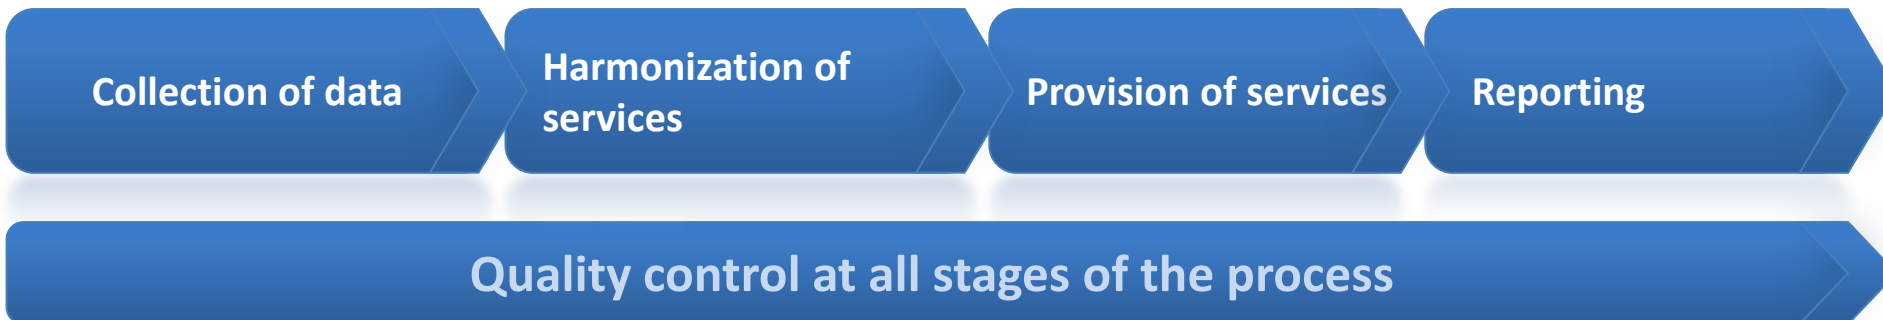 Collection of data
Harmonization of
services
Provision of services
Reporting
Quality control at all stages of the process